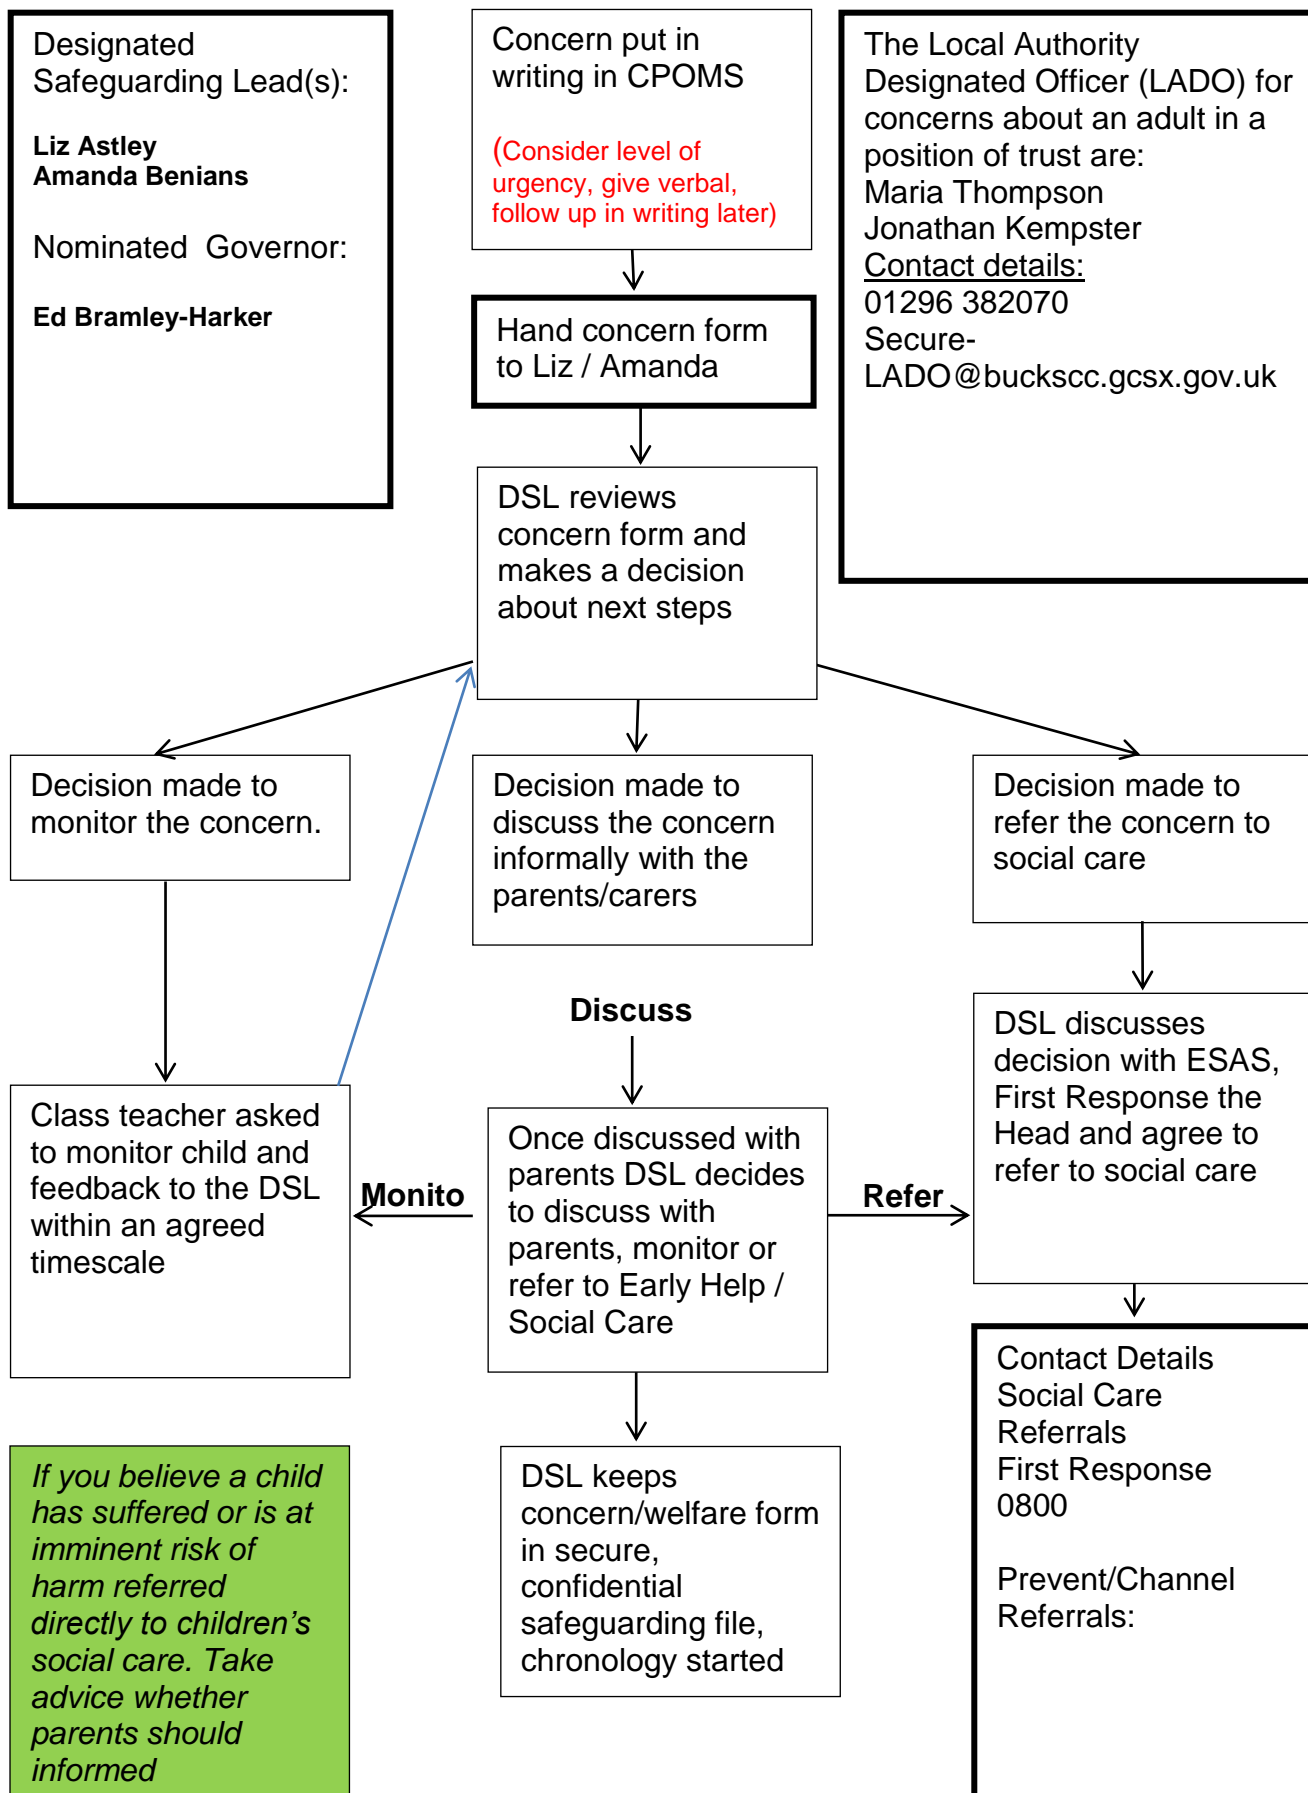 Designated
Safeguarding Lead(s):
Liz Astley
Amanda Benians
Nominated Governor:
Ed Bramley-Harker
Concern put in
writing in CPOMS
(Consider level of
urgency, give verbal,
follow up in writing later)
The Local Authority
Designated Officer (LADO) for
concerns about an adult in a
position of trust are:
Maria Thompson
Jonathan Kempster
Contact details:
01296 382070
Secure-
LADO@buckscc.gcsx.gov.uk
Hand concern form
to Liz / Amanda
DSL reviews
concern form and
makes a decision
about next steps
Decision made to
monitor the concern.
Decision made to
discuss the concern
informally with the
parents/carers
Decision made to
refer the concern to
social care
Discuss
Class teacher asked
to monitor child and
feedback to the DSL
within an agreed
timescale
Monito
Once discussed with
parents DSL decides
to discuss with
parents, monitor or
refer to Early Help /
Social Care
Refer
DSL discusses
decision with ESAS,
First Response the
Head and agree to
refer to social care
If you believe a child
has suffered or is at
imminent risk of
harm referred
directly to children’s
social care. Take
advice whether
parents should
informed
DSL keeps
concern/welfare form
in secure,
confidential
safeguarding file,
chronology started
Contact Details
Social Care
Referrals
First Response
0800
Prevent/Channel
Referrals: